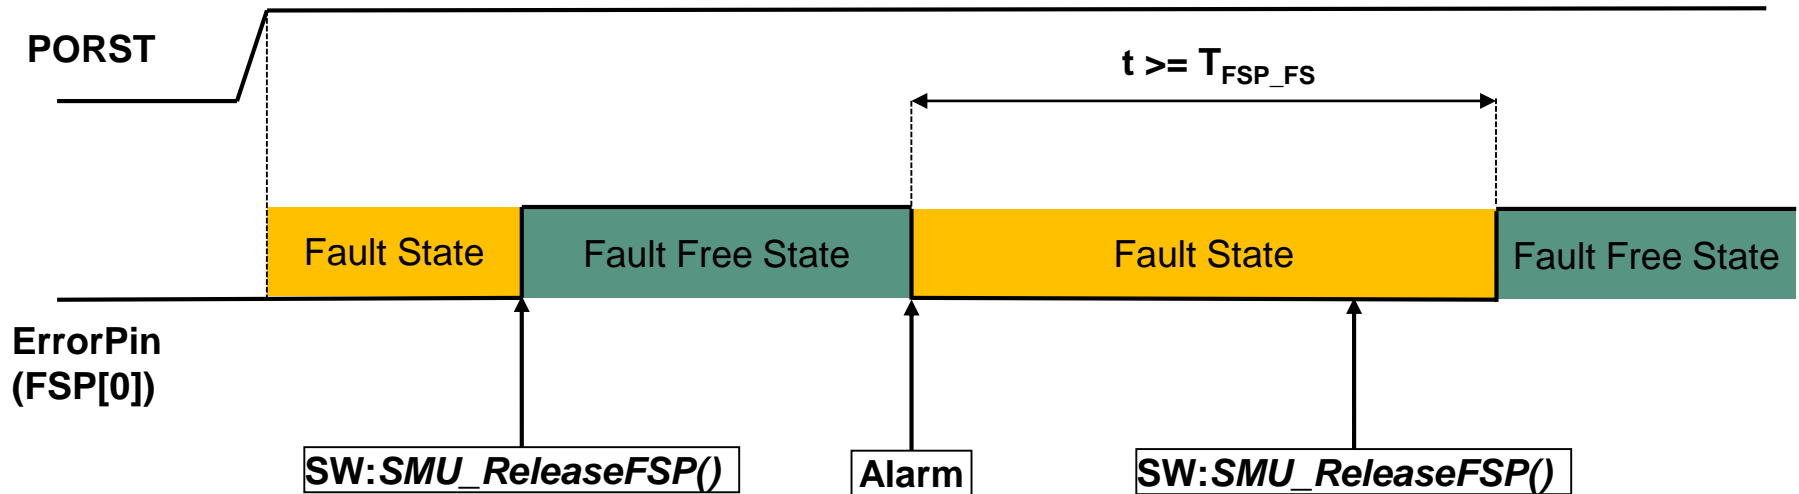 PORST
t >= TFSP_FS
Fault State
Fault Free State
Fault State
Fault Free State
ErrorPin
(FSP[0])
SW:SMU_ReleaseFSP()
Alarm
SW:SMU_ReleaseFSP()